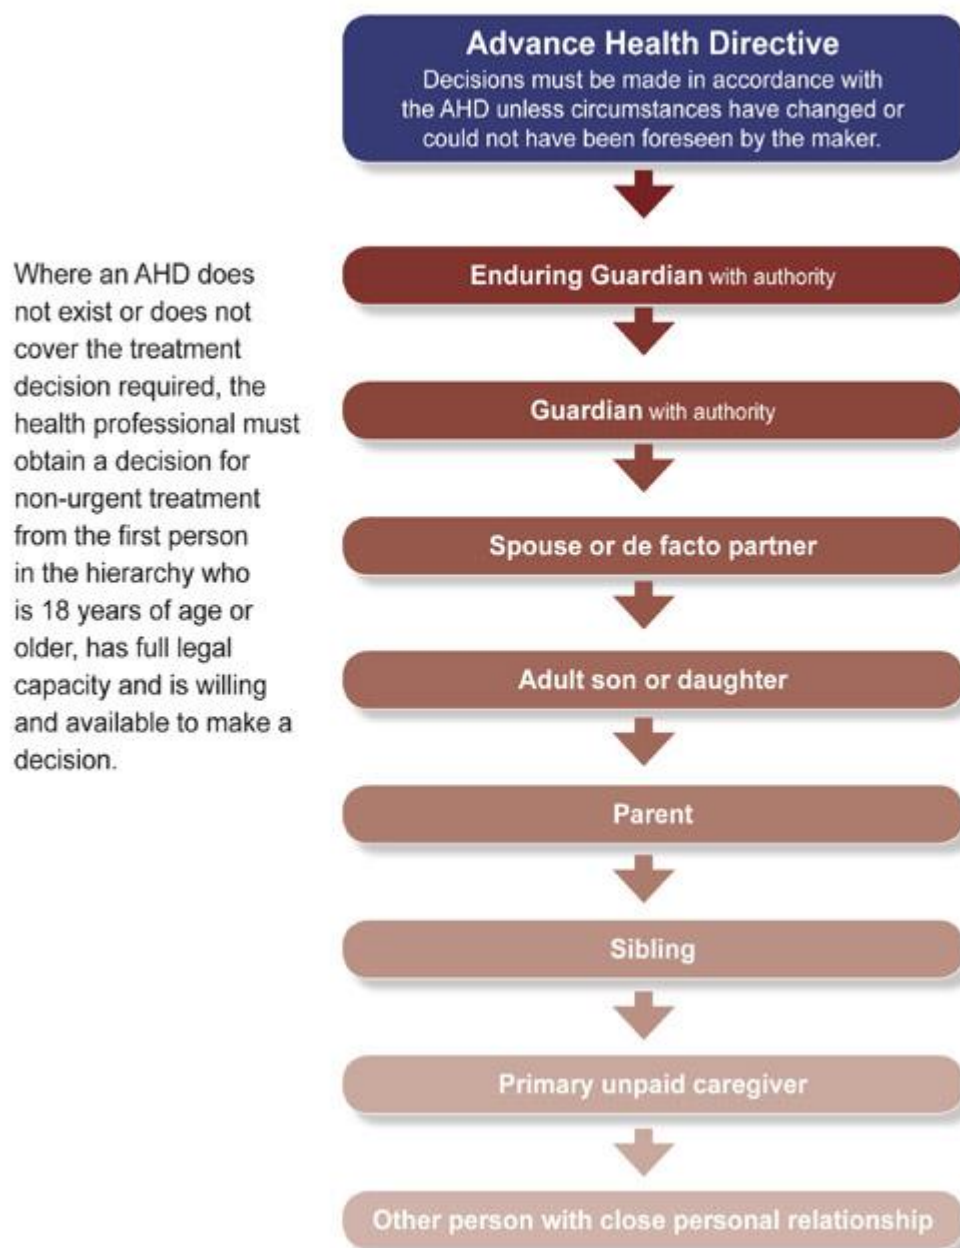 Advance Health Directive
Decisions must be made in accordance with
the AHD unless circumstances have changed or
could not have been foreseen by the maker.
Where an AHD does
not exist or does not
cover the treatment
decision required, the
health professional must
obtain a decision for
non-urgent treatment
from the first person
in the hierarchy who
is 18 years of age or
older, has full legal
capacity and is willing
and available to make a
decision.
Enduring Guardian with authority
Guardian with authority
Spouse or de facto partner
Adult son or daughter
Parent
Sibling
Primary unpaid caregiver
Other person with close personal relationship